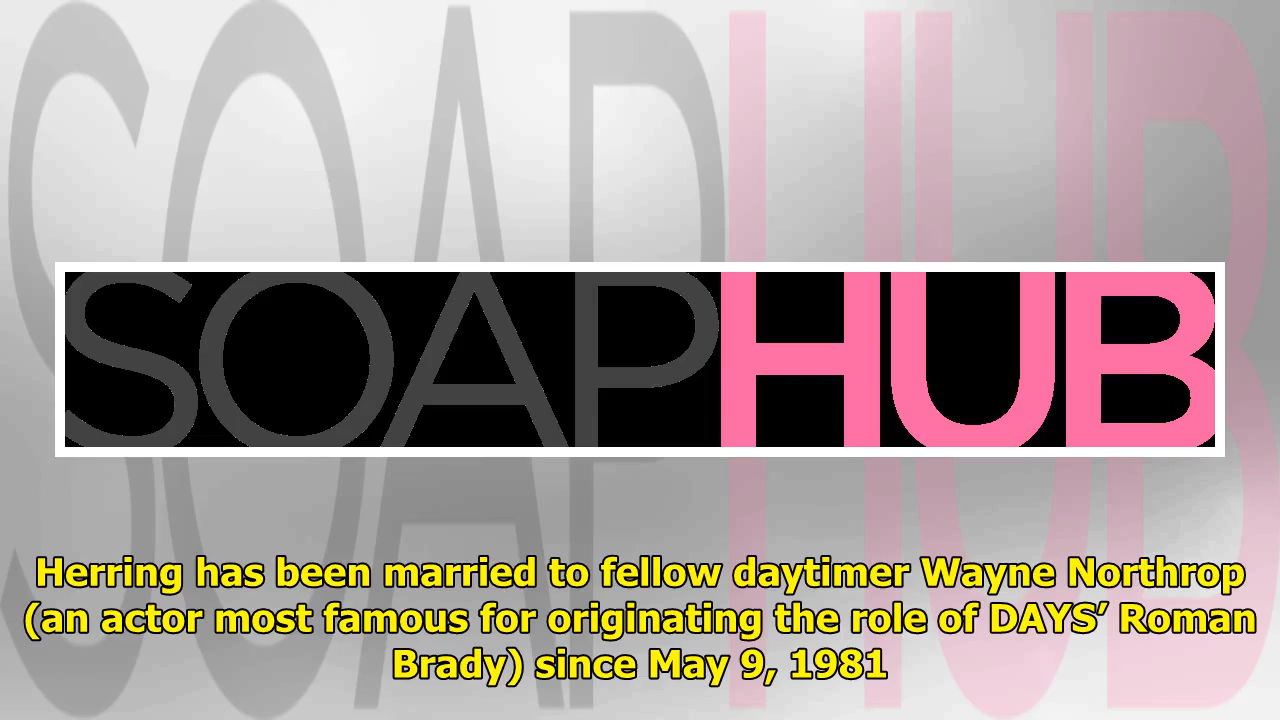 SOAPHUB
SOAPHUB
Herring has been married to fellow daytimer Wayne Northrop
(an actor most famous for originating the role of DAYS’ Roman
Brady) since May 9, 1981